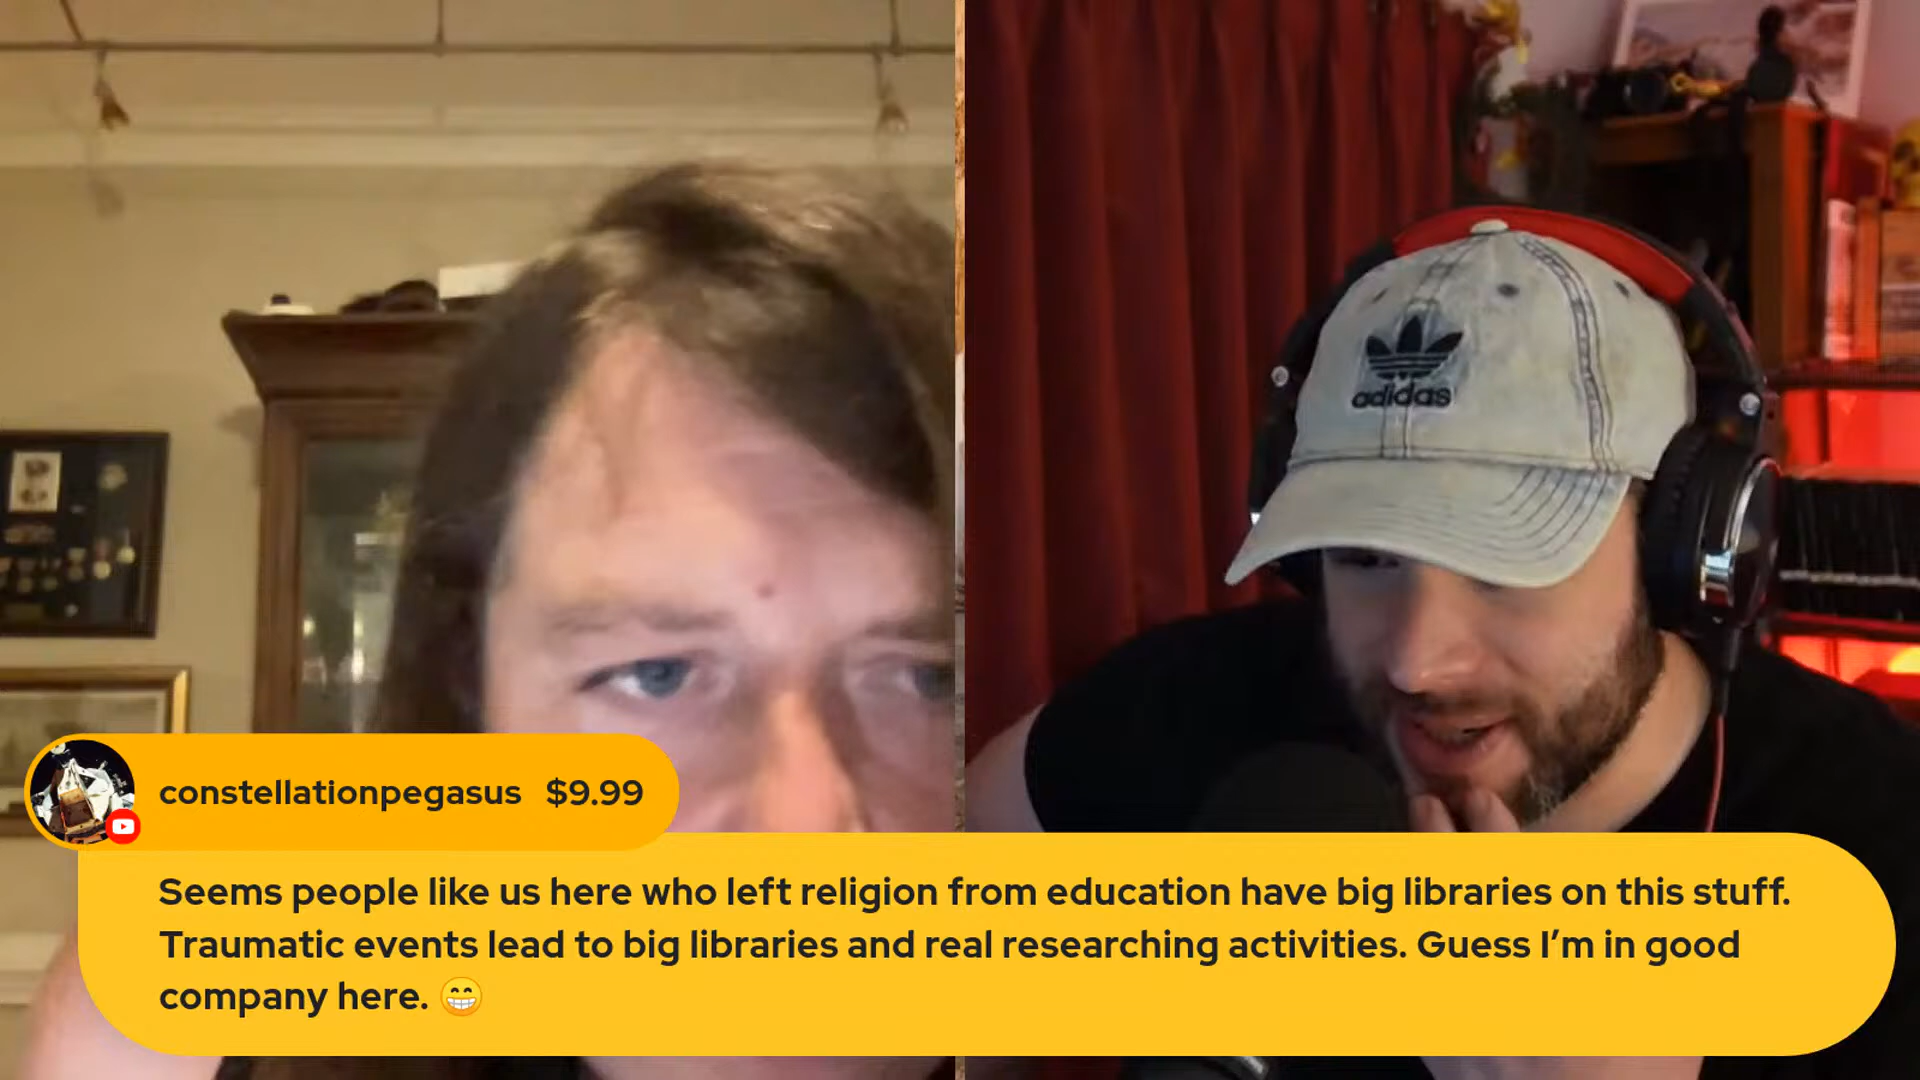 adidas
constellationpegasus $9.99
Seems people like us here who left religion from education have big libraries on this stuff.
Traumatic events lead to big libraries and real researching activities. Guess I’m in good
company here. 😁